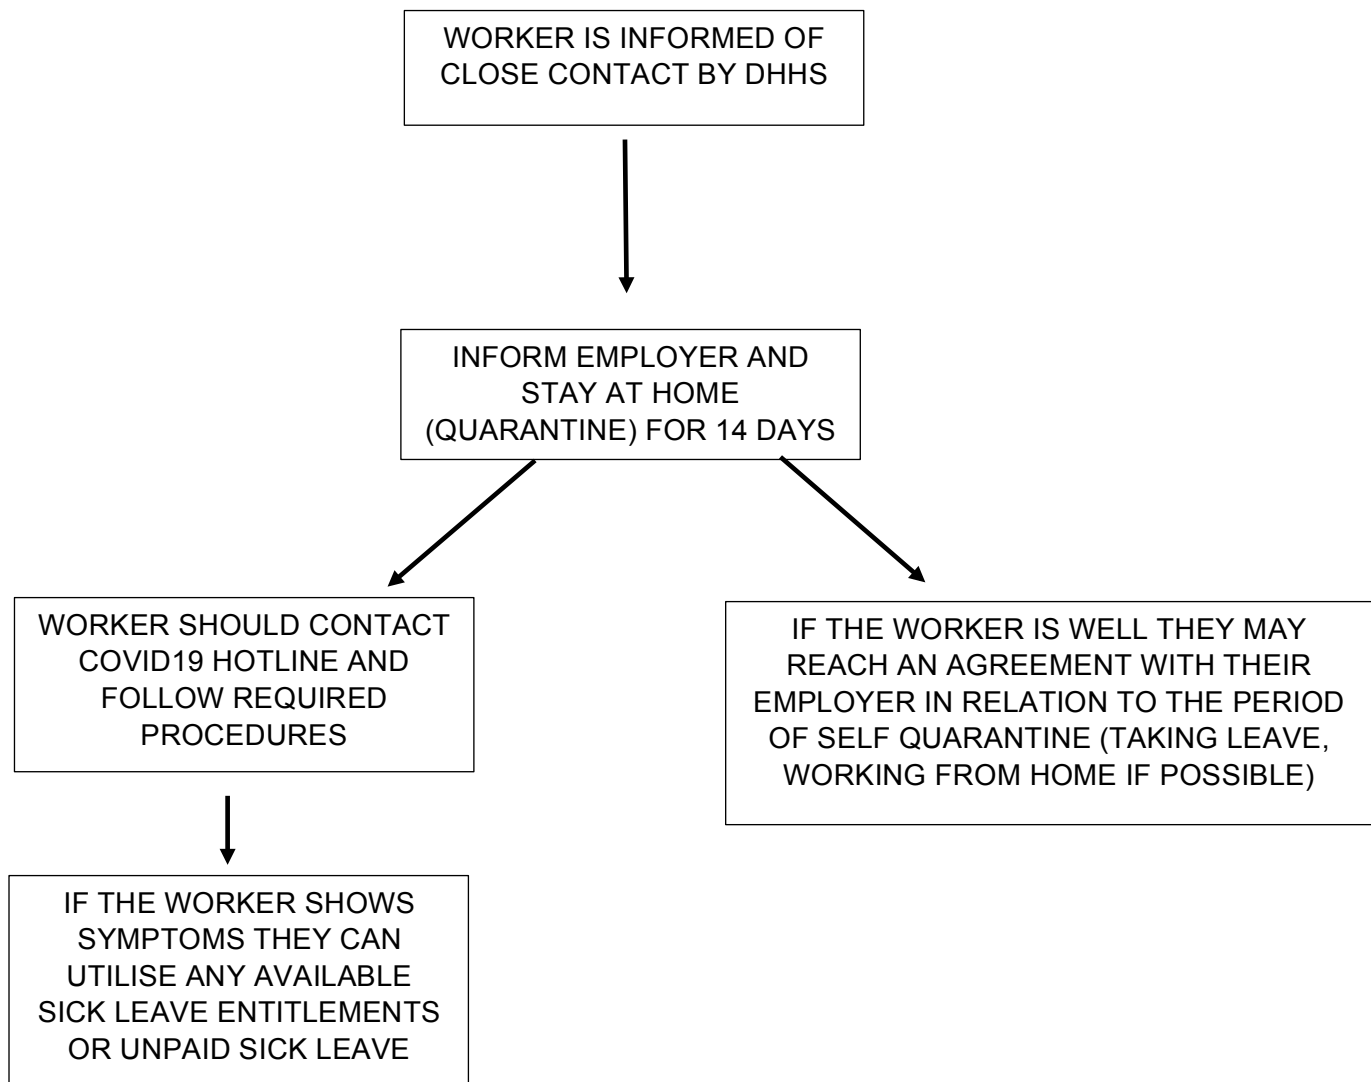 WORKER IS INFORMED OF
CLOSE CONTACT BY DHHS
INFORM EMPLOYER AND
STAY AT HOME
(QUARANTINE) FOR 14 DAYS
WORKER SHOULD CONTACT
COVID19 HOTLINE AND
FOLLOW REQUIRED
PROCEDURES
IF THE WORKER IS WELL THEY MAY
REACH AN AGREEMENT WITH THEIR
EMPLOYER IN RELATION TO THE PERIOD
OF SELF QUARANTINE (TAKING LEAVE,
WORKING FROM HOME IF POSSIBLE)
IF THE WORKER SHOWS
SYMPTOMS THEY CAN
UTILISE ANY AVAILABLE
SICK LEAVE ENTITLEMENTS
OR UNPAID SICK LEAVE